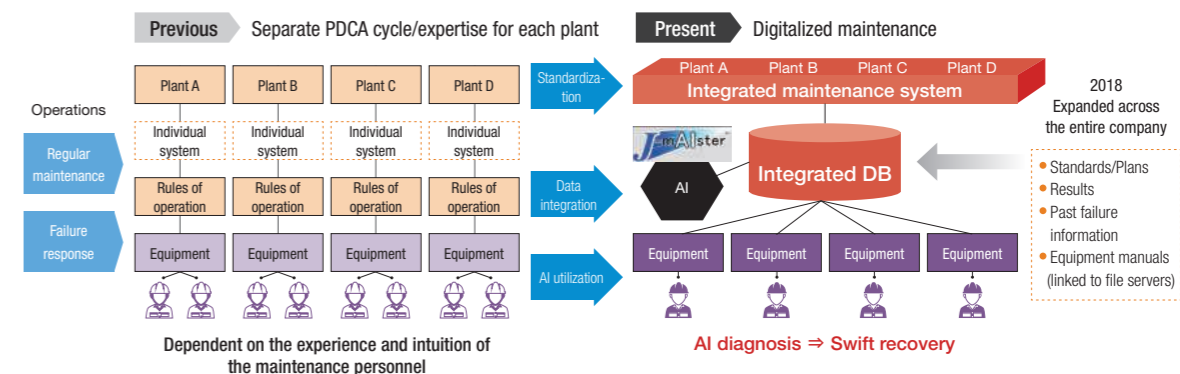 Previous
Separate PDCA cycle/expertise for each plant
Operations
Regular
maintenance
Failure
response
Plant A
Plant B
Plant C
Plant D
Individual
system
Individual
system
Individual
system
Individual
system
Rules of
operation
Rules of
operation
Rules of
operation
Rules of
operation
Equipment
Equipment
Equipment
Equipment
Dependent on the experience and intuition of
the maintenance personnel
Standardiza-
tion
Data
integration
AI utilization
Present
Digitalized maintenance
Plant A
Plant B
Plant C
Plant D
Integrated maintenance system
J-mAIster
AI
Integrated DB
Equipment
Equipment
Equipment
Equipment
AI diagnosis ⇒ Swift recovery
2018
Expanded across
the entire company
● Standards/Plans
● Results
● Past failure
information
● Equipment manuals
(linked to file servers)